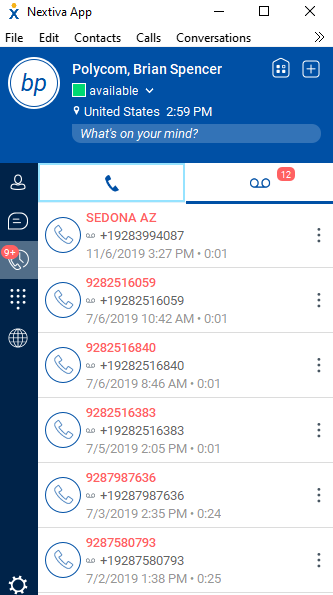 Nextiva App
File Edit Contacts Calls Conversations
bp
Polycom, Brian Spencer
available
United States 2:59 PM
What's on your mind?
12
9+
SEDONA AZ
+19283994087
11/6/2019 3:27 PM • 0:01
9282516059
+19282516059
7/6/2019 10:42 AM • 0:01
9282516840
+19282516840
7/6/2019 8:46 AM • 0:01
9282516383
+19282516383
7/5/2019 2:05 PM • 0:01
9287987636
+19287987636
7/3/2019 2:35 PM • 0:24
9287580793
+19287580793
7/2/2019 1:38 PM • 0:25